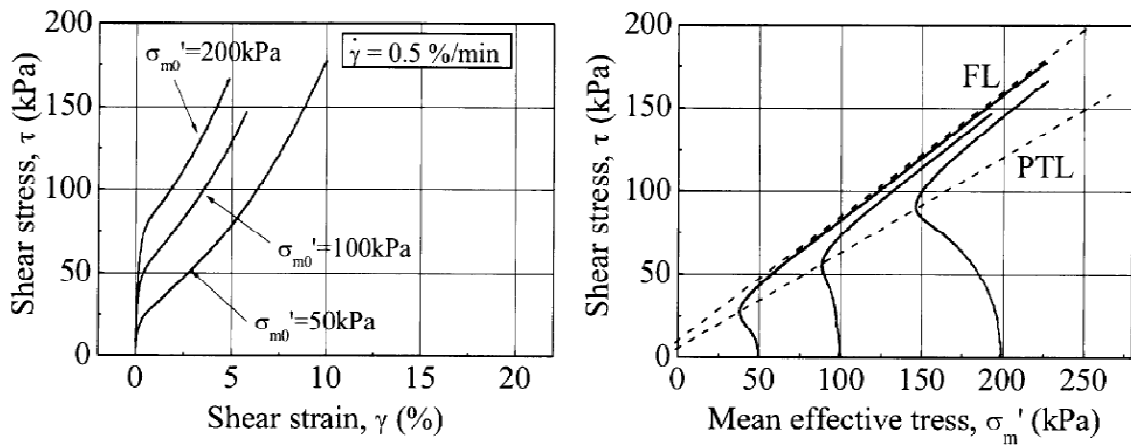 200
150
100
50
0
Shear stress, τ (kPa)
σm0'=200kPa
γ̇ = 0.5 %/min
σm0'=100kPa
σm0'=50kPa
0 5 10 15 20
Shear strain, γ (%)
200
150
100
50
0
Shear stress, τ (kPa)
FL
PTL
0 50 100 150 200 250
Mean effective tress, σm' (kPa)